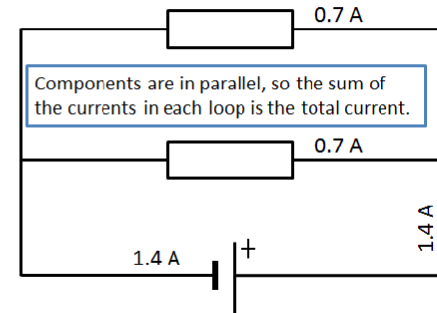 0.7 A
Components are in parallel, so the sum of
the currents in each loop is the total current.
0.7 A
1.4 A
1.4 A
+